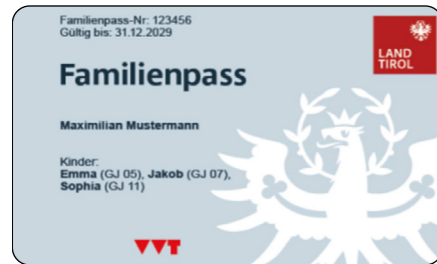 Familienpass-Nr: 123456
Gültig bis: 31.12.2029
LAND
TIROL
Familienpass
Maximilian Mustermann
Kinder:
Emma (GJ 05), Jakob (GJ 07),
Sophia (GJ 11)
VVT